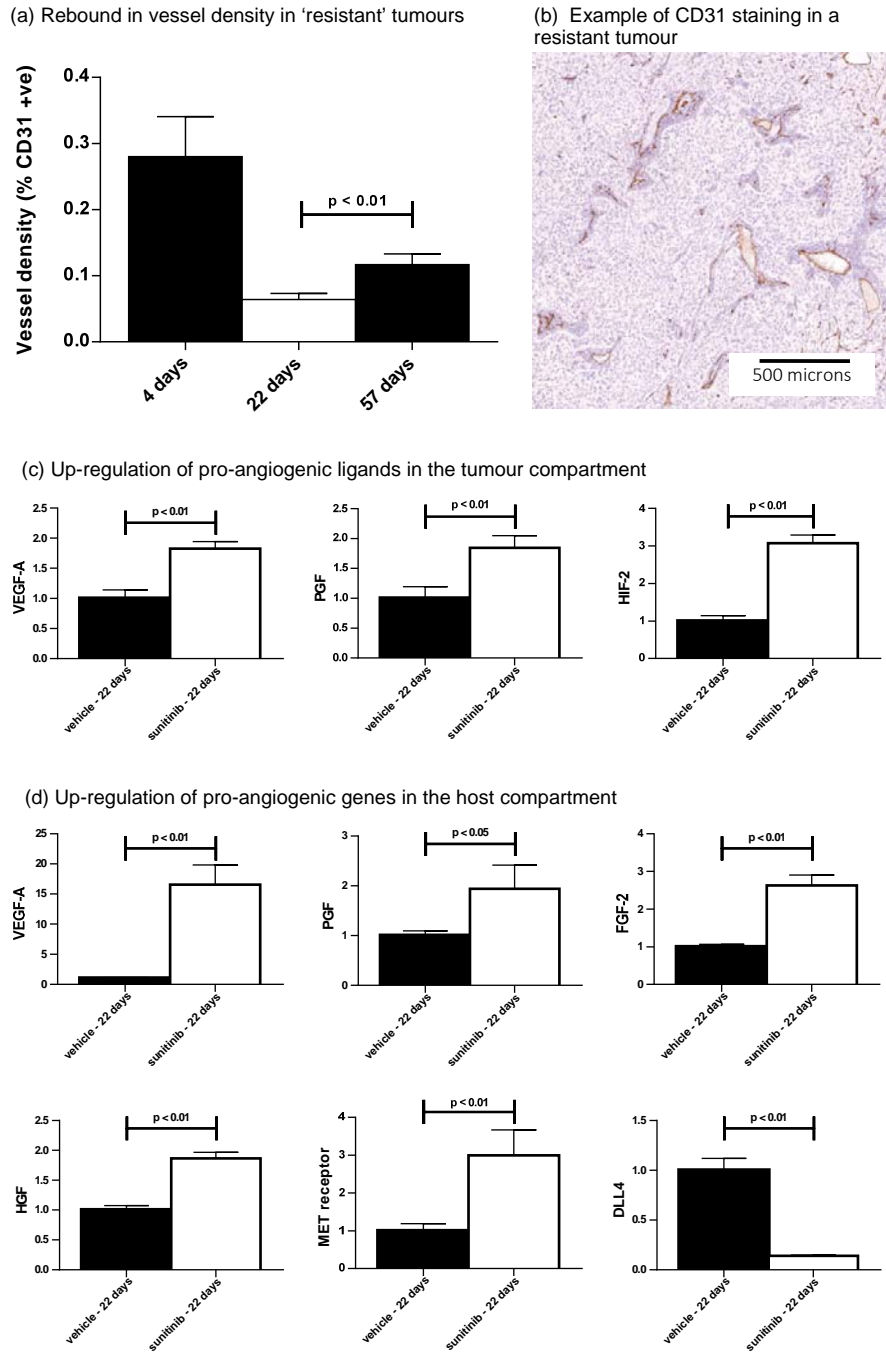 (a) Rebound in vessel density in ‘resistant’ tumours
(b) Example of CD31 staining in a
resistant tumour
Vessel density (% CD31 +ve)
0.4
0.3
0.2
0.1
0.0
p < 0.01
4 days
22 days
57 days
500 microns
(c) Up-regulation of pro-angiogenic ligands in the tumour compartment
VEGF-A
2.5
2.0
1.5
1.0
0.5
0.0
p < 0.01
vehicle - 22 days
sunitinib - 22 days
PGF
2.5
2.0
1.5
1.0
0.5
0.0
p < 0.01
vehicle - 22 days
sunitinib - 22 days
HIF-2
4
3
2
1
0
p < 0.01
vehicle - 22 days
sunitinib - 22 days
(d) Up-regulation of pro-angiogenic genes in the host compartment
VEGF-A
25
20
15
10
5
0
p < 0.01
vehicle - 22 days
sunitinib - 22 days
PGF
3
2
1
0
p < 0.05
vehicle - 22 days
sunitinib - 22 days
FGF-2
4
3
2
1
0
p < 0.01
vehicle - 22 days
sunitinib - 22 days
HGF
2.5
2.0
1.5
1.0
0.5
0.0
p < 0.01
vehicle - 22 days
sunitinib - 22 days
MET receptor
4
3
2
1
0
p < 0.01
vehicle - 22 days
sunitinib - 22 days
DLL4
1.5
1.0
0.5
0.0
p < 0.01
vehicle - 22 days
sunitinib - 22 days